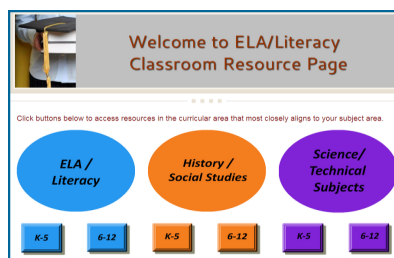 Welcome to ELA/Literacy
Classroom Resource Page
Click buttons below to access resources in the curricular area that most closely aligns to your subject area.
ELA /
Literacy
History /
Social Studies
Science/
Technical
Subjects
K-5
6-12
K-5
6-12
K-5
6-12